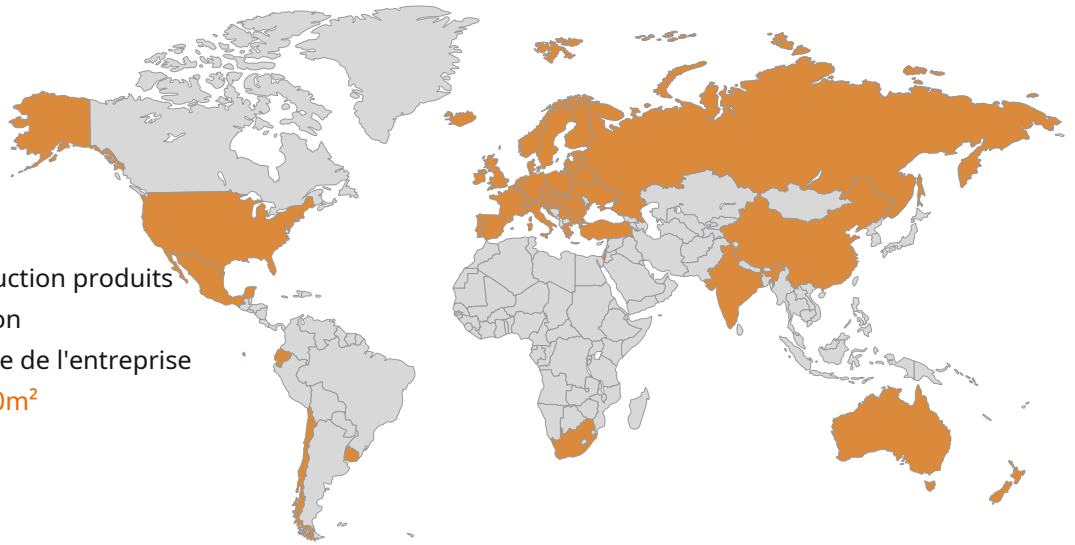 uction produits
on
e de l'entreprise
0m²